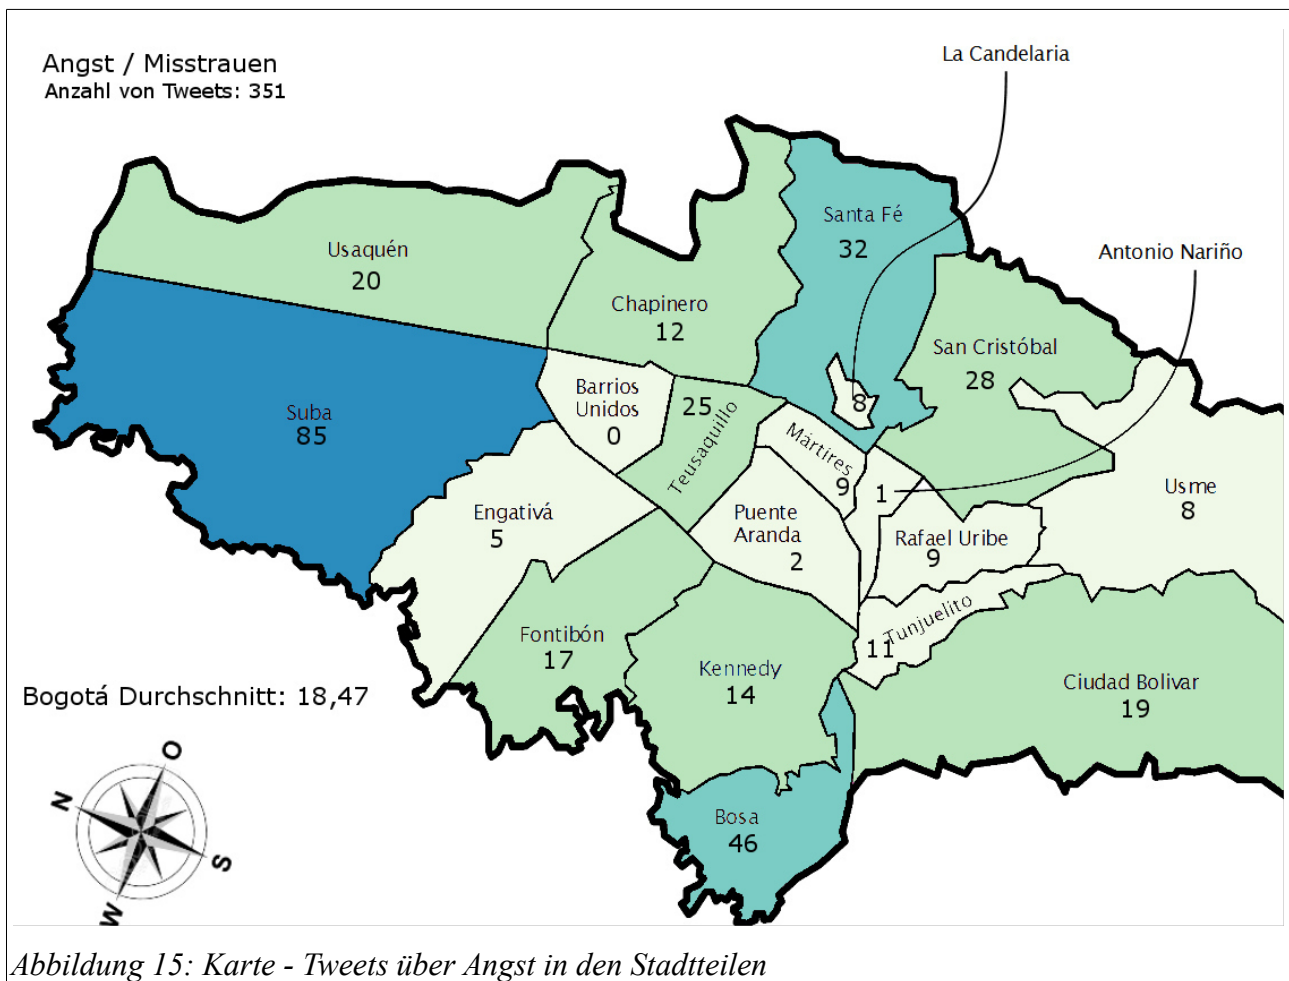 Angst / Misstrauen
Anzahl von Tweets: 351
La Candelaria
Santa Fé
32
Antonio Nariño
Usaquén
20
Chapinero
12
San Cristóbal
28
Barrios
Unidos
0
25
Teusaquillo
8
Suba
85
Mártires
9
1
Usme
8
Engativá
5
Puente
Aranda
2
Rafael Uribe
9
Tunjuelito
11
Fontibón
17
Kennedy
14
Ciudad Bolivar
19
Bogotá Durchschnitt: 18,47
Bosa
46
O
N
S
W
Abbildung 15: Karte - Tweets über Angst in den Stadtteilen